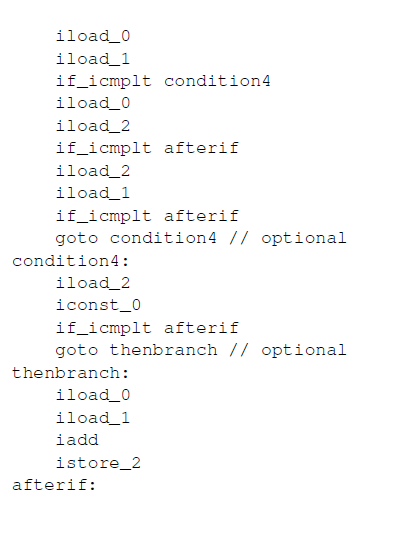 iload_0
iload_1
if_icmplt condition4
iload_0
iload_2
if_icmplt afterif
iload_2
iload_1
if_icmplt afterif
goto condition4 // optional
condition4:
iload_2
iconst_0
if_icmplt afterif
goto thenbranch // optional
thenbranch:
iload_0
iload_1
iadd
istore_2
afterif: